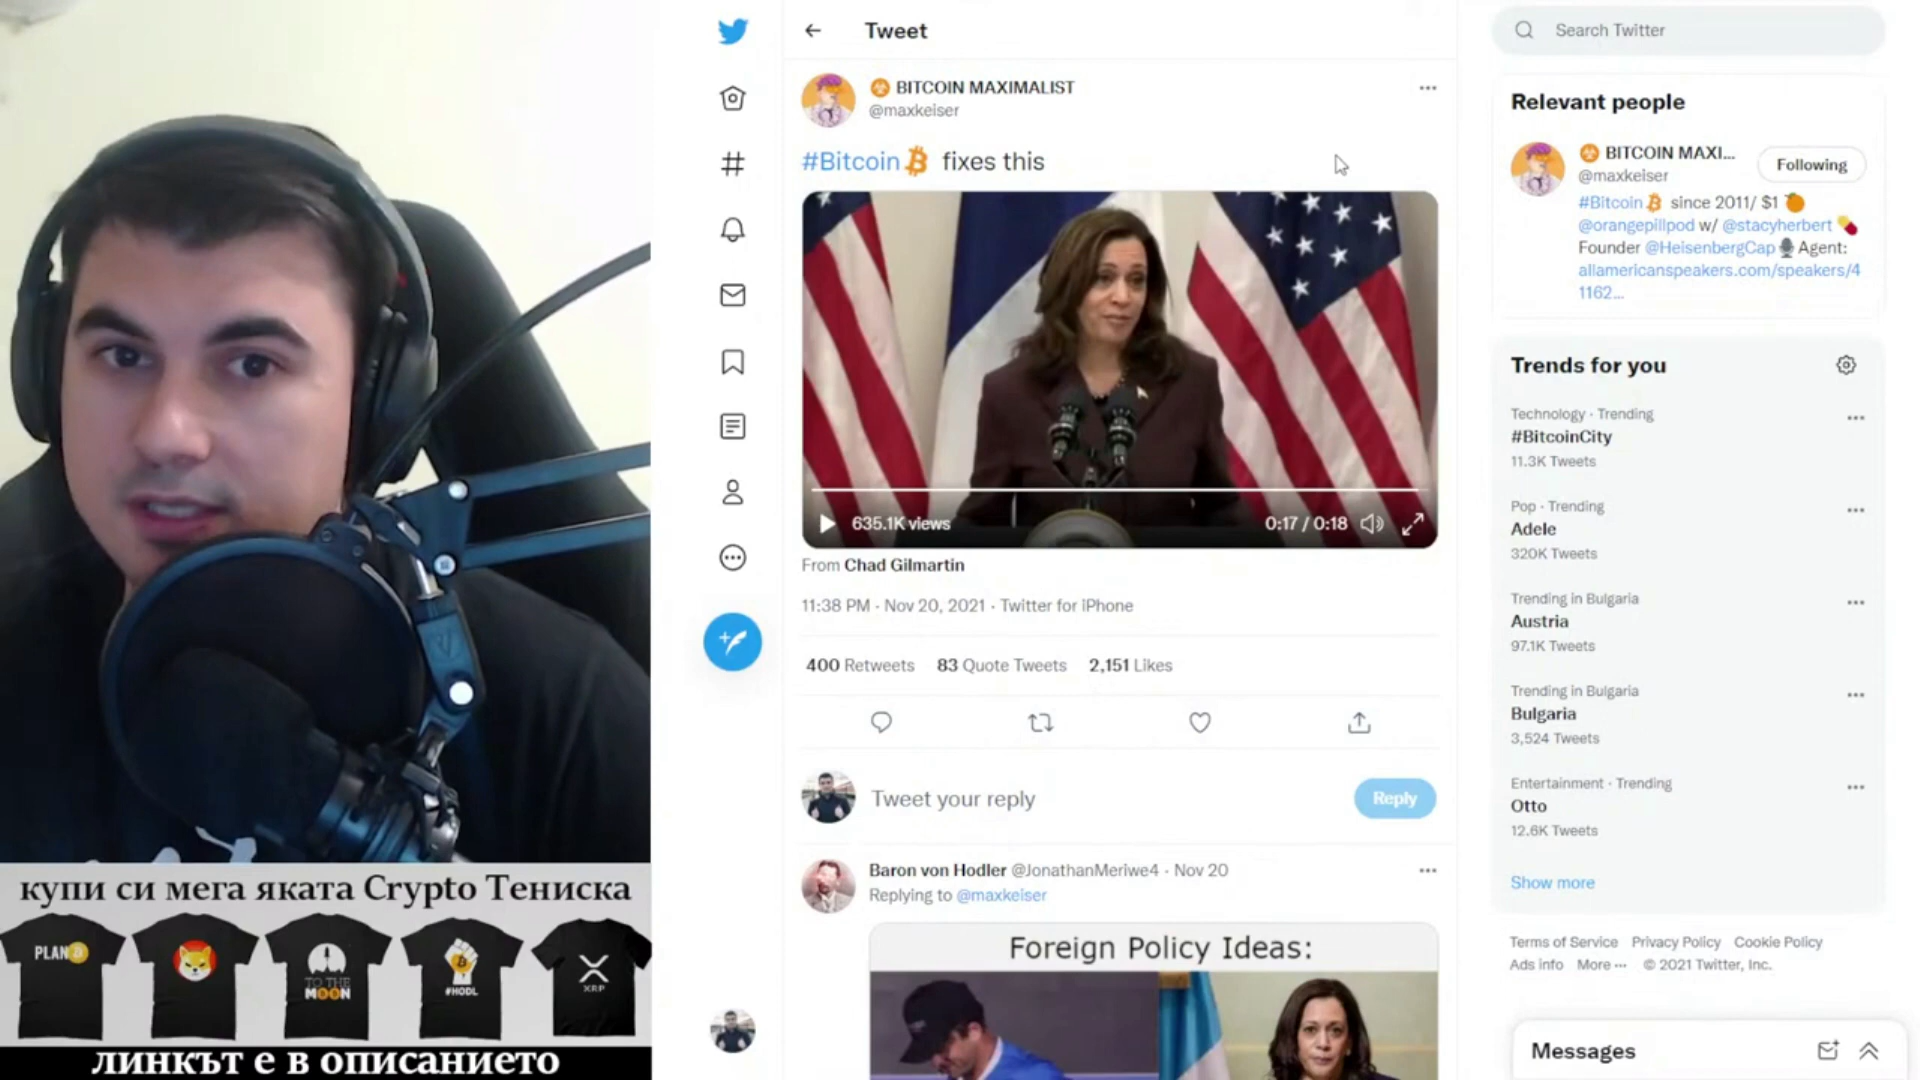 купи си мега яката Crypto Тениска
PLAN B
TO THE
MOON
#HODL
XRP
линкът е в описанието
Tweet
BITCOIN MAXIMALIST
@maxkeiser
#Bitcoin fixes this
635.1K views
0:17 / 0:18
From Chad Gilmartin
11:38 PM · Nov 20, 2021 · Twitter for iPhone
400 Retweets 83 Quote Tweets 2,151 Likes
Tweet your reply
Reply
Baron von Hodler @JonathanMeriwe4 · Nov 20
Replying to @maxkeiser
Foreign Policy Ideas:
Search Twitter
Relevant people
BITCOIN MAXI...
@maxkeiser
Following
#Bitcoin since 2011/ $1
@orangepillpod w/ @stacyherbert
Founder @HeisenbergCap Agent:
allamericanspeakers.com/speakers/4
1162...
Trends for you
Technology · Trending
#BitcoinCity
11.3K Tweets
Pop · Trending
Adele
320K Tweets
Trending in Bulgaria
Austria
97.1K Tweets
Trending in Bulgaria
Bulgaria
3,524 Tweets
Entertainment · Trending
Otto
12.6K Tweets
Show more
Terms of Service Privacy Policy Cookie Policy
Ads info More ··· © 2021 Twitter, Inc.
Messages